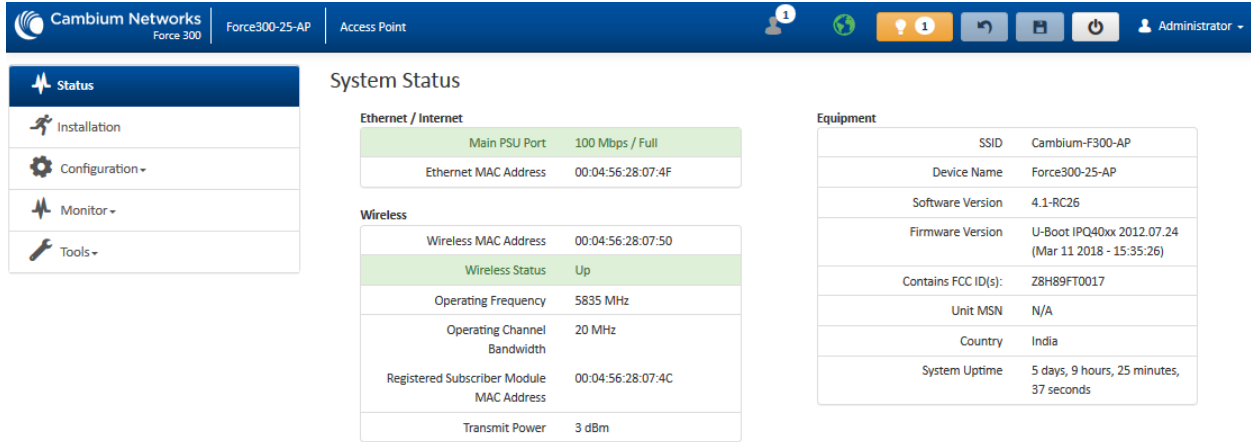 Cambium Networks
Force 300
Force300-25-AP
Access Point
1
1
Administrator
Status
Installation
Configuration
Monitor
Tools
System Status
Ethernet / Internet
Main PSU Port 100 Mbps / Full
Ethernet MAC Address 00:04:56:28:07:4F
Wireless
Wireless MAC Address 00:04:56:28:07:50
Wireless Status Up
Operating Frequency 5835 MHz
Operating Channel 20 MHz
Bandwidth
Registered Subscriber Module 00:04:56:28:07:4C
MAC Address
Transmit Power 3 dBm
Equipment
SSID Cambium-F300-AP
Device Name Force300-25-AP
Software Version 4.1-RC26
Firmware Version U-Boot IPQ40xx 2012.07.24
(Mar 11 2018 - 15:35:26)
Contains FCC ID(s): Z8H89FT0017
Unit MSN N/A
Country India
System Uptime 5 days, 9 hours, 25 minutes,
37 seconds